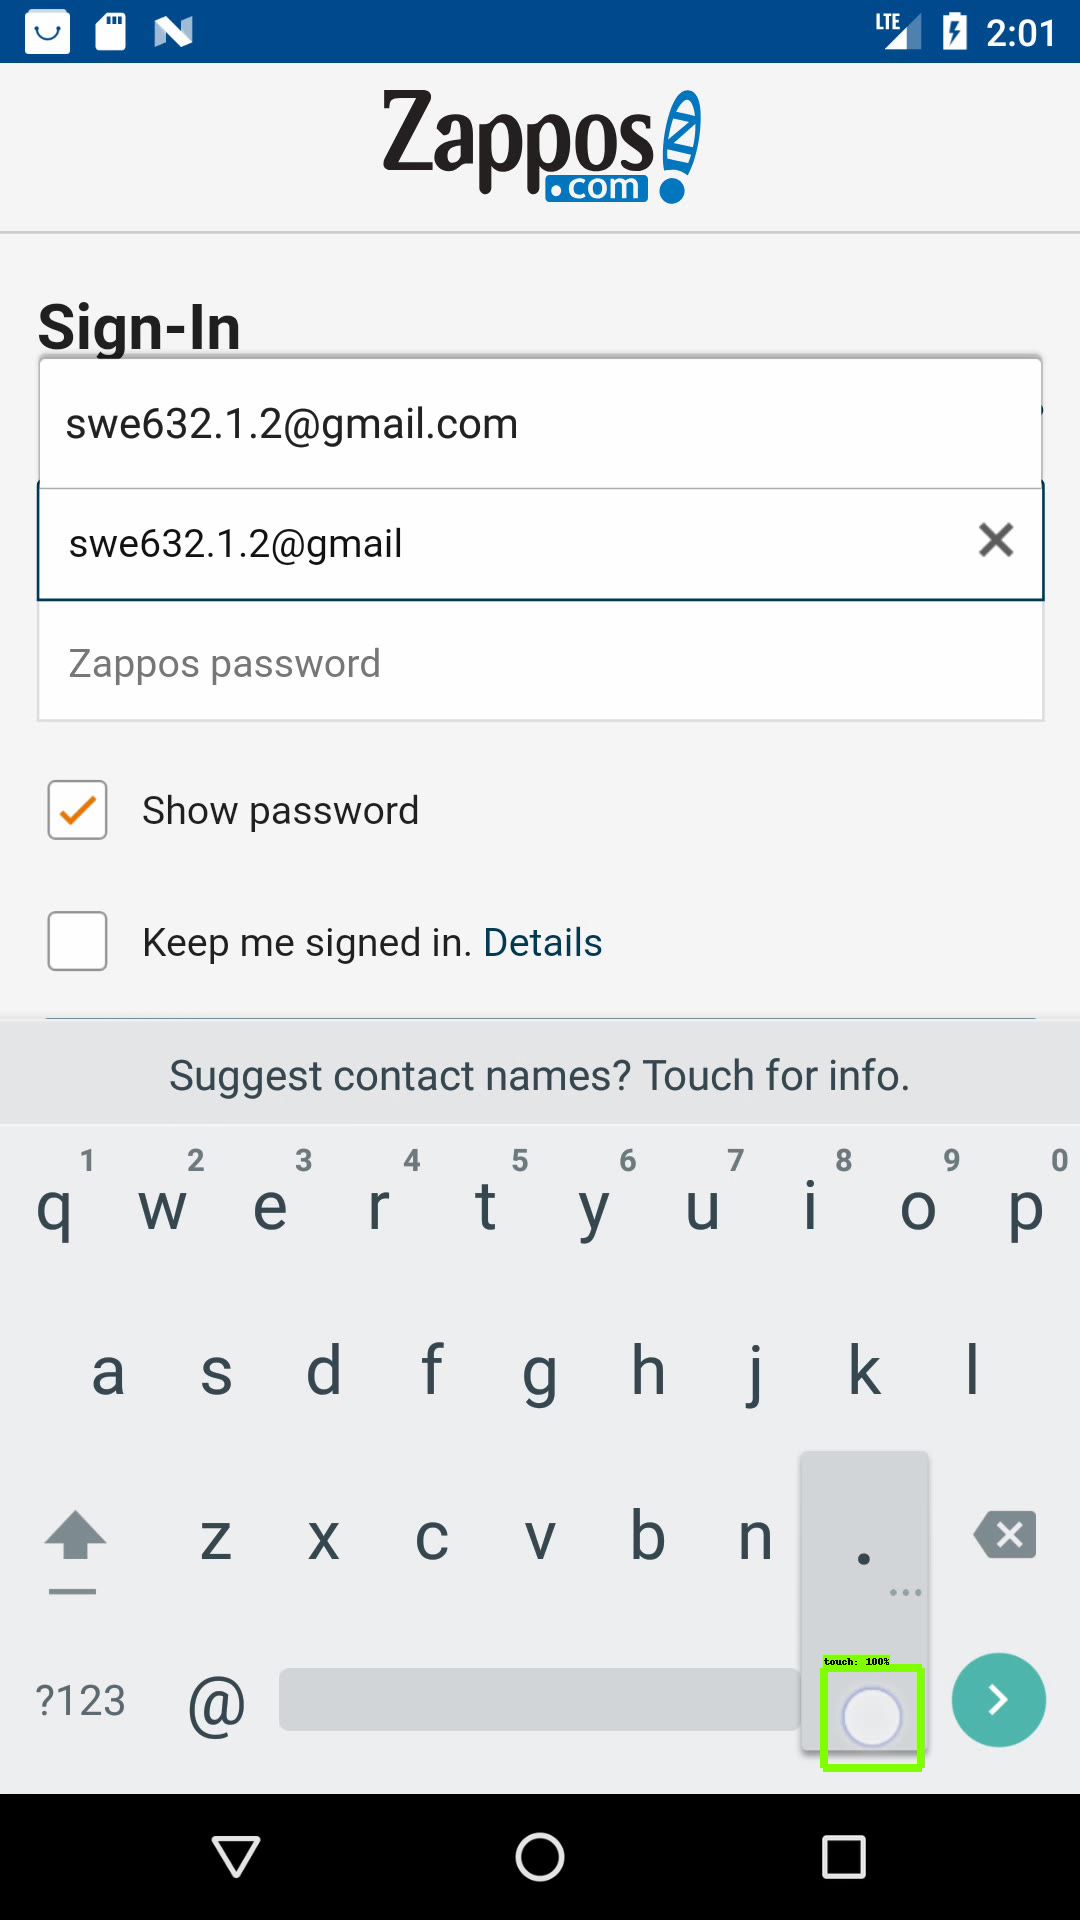 LTE 2:01
Zappos
.com
Sign-In
swe632.1.2@gmail.com
swe632.1.2@gmail
Zappos password
Show password
Keep me signed in. Details
Suggest contact names? Touch for info.
1 2 3 4 5 6 7 8 9 0
q w e r t y u i o p
a s d f g h j k l
z x c v b n .
touch: 100%
?123 @